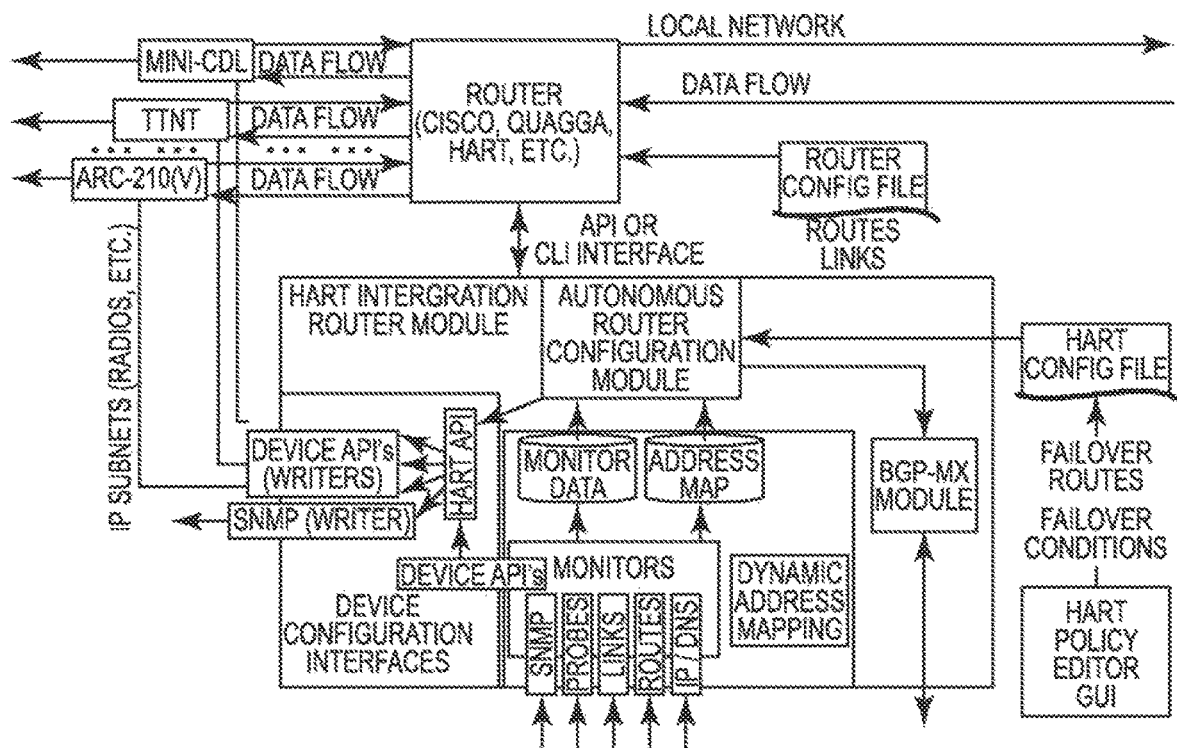 LOCAL NETWORK
MINI-CDL
DATA FLOW
ROUTER
(CISCO, QUAGGA,
HART, ETC.)
DATA FLOW
TTNT
DATA FLOW
ARC-210(V)
DATA FLOW
ROUTER
CONFIG FILE
ROUTES
LINKS
API OR
CLI INTERFACE
IP SUBNETS (RADIOS, ETC.)
HART INTERGRATION
ROUTER MODULE
AUTONOMOUS
ROUTER
CONFIGURATION
MODULE
HART
CONFIG FILE
HART API
DEVICE API's
(WRITERS)
MONITOR
DATA
ADDRESS
MAP
BGP-MX
MODULE
FAILOVER
ROUTES
FAILOVER
CONDITIONS
SNMP (WRITER)
DEVICE API's
MONITORS
DYNAMIC
ADDRESS
MAPPING
DEVICE
CONFIGURATION
INTERFACES
SNMP
PROBES
LINKS
ROUTES
IP / DNS
HART
POLICY
EDITOR
GUI